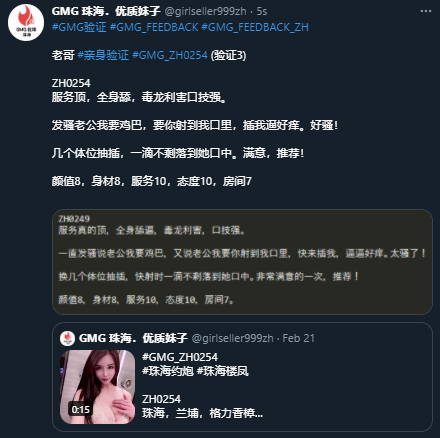 GMG 珠海．优质妹子 @girlseller999zh · 5s
#GMG验证 #GMG_FEEDBACK #GMG_FEEDBACK_ZH
老哥 #亲身验证 #GMG_ZH0254 (验证3)
ZH0254
服务顶，全身舔，毒龙利害口技强。
发骚老公我要鸡巴，要你射到我口里，插我逼好痒。好骚！
几个体位抽插，一滴不剩落到她口中。满意，推荐！
颜值8，身材8，服务10，态度10，房间7
ZH0249
服务真的顶，全身舔逼，毒龙利害，口技强。
一直发骚说老公我要鸡巴，又说老公我要你射到我口里，快来插我，逼逼好痒。太骚了！
换几个体位抽插，快射时一滴不剩落到她口中。非常满意的一次，推荐！
颜值8，身材8，服务10，态度10，房间7。
GMG 珠海．优质妹子 @girlseller999zh · Feb 21
#GMG_ZH0254
#珠海约炮 #珠海楼凤
ZH0254
珠海，兰埔，格力香樟...
0:15